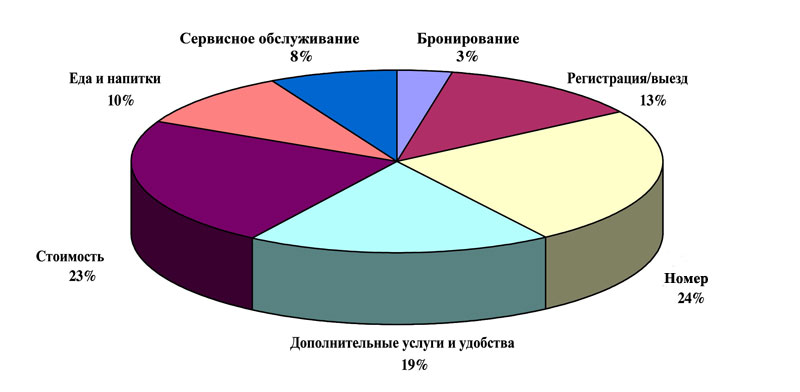 Сервисное обслуживание
8%
Бронирование
3%
Еда и напитки
10%
Регистрация/выезд
13%
Стоимость
23%
Номер
24%
Дополнительные услуги и удобства
19%